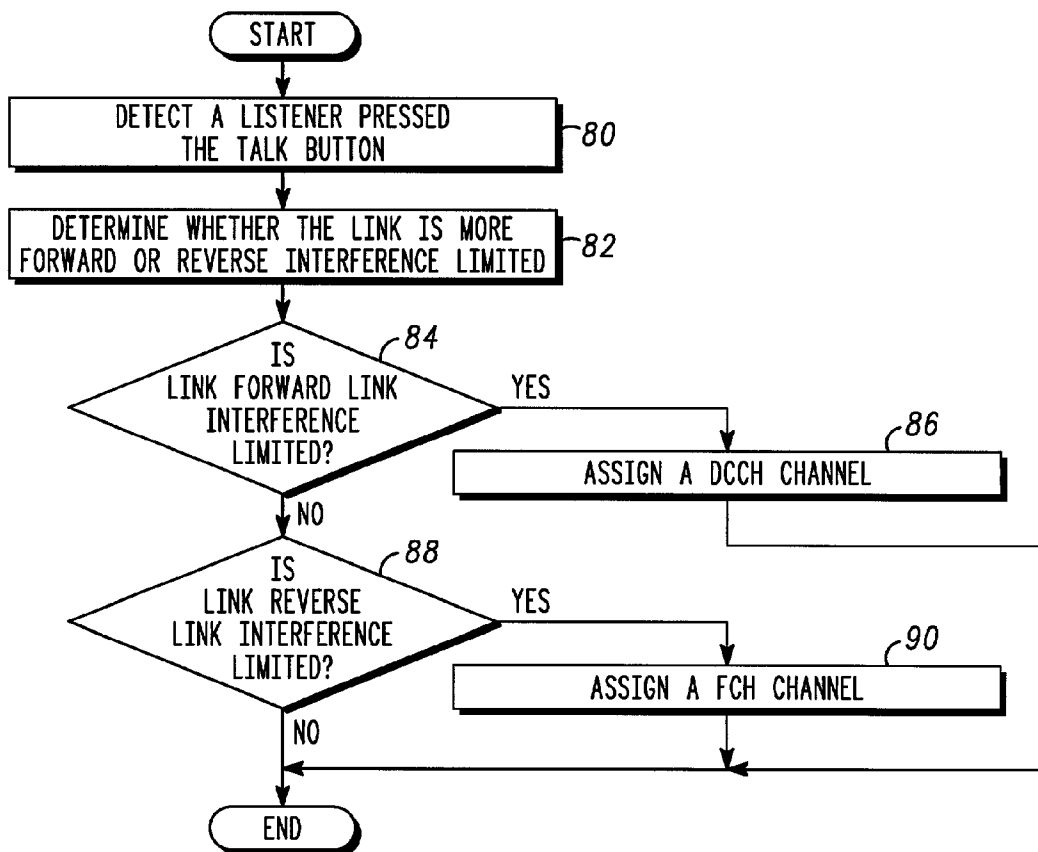 START
DETECT A LISTENER PRESSED
THE TALK BUTTON
80
DETERMINE WHETHER THE LINK IS MORE
FORWARD OR REVERSE INTERFERENCE LIMITED
82
IS
LINK FORWARD LINK
INTERFERENCE
LIMITED?
84
YES
86
ASSIGN A DCCH CHANNEL
NO
IS
LINK REVERSE
LINK INTERFERENCE
LIMITED?
88
YES
90
ASSIGN A FCH CHANNEL
NO
END